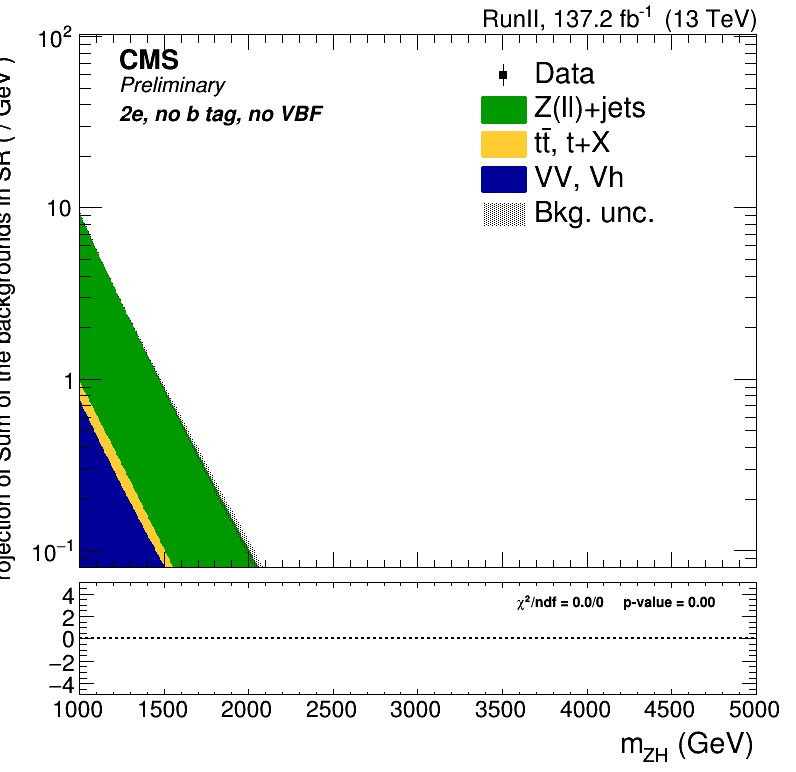 RunII, 137.2 fb⁻¹ (13 TeV)
CMS
Preliminary
2e, no b tag, no VBF
Data
Z(ll)+jets
tt̄, t+X
VV, Vh
Bkg. unc.
of Sum of the backgrounds in SR ( / GeV )
10²
10
1
10⁻¹
χ²/ndf = 0.0/0 p-value = 0.00
4
2
0
−2
−4
1000 1500 2000 2500 3000 3500 4000 4500 5000
m_ZH (GeV)